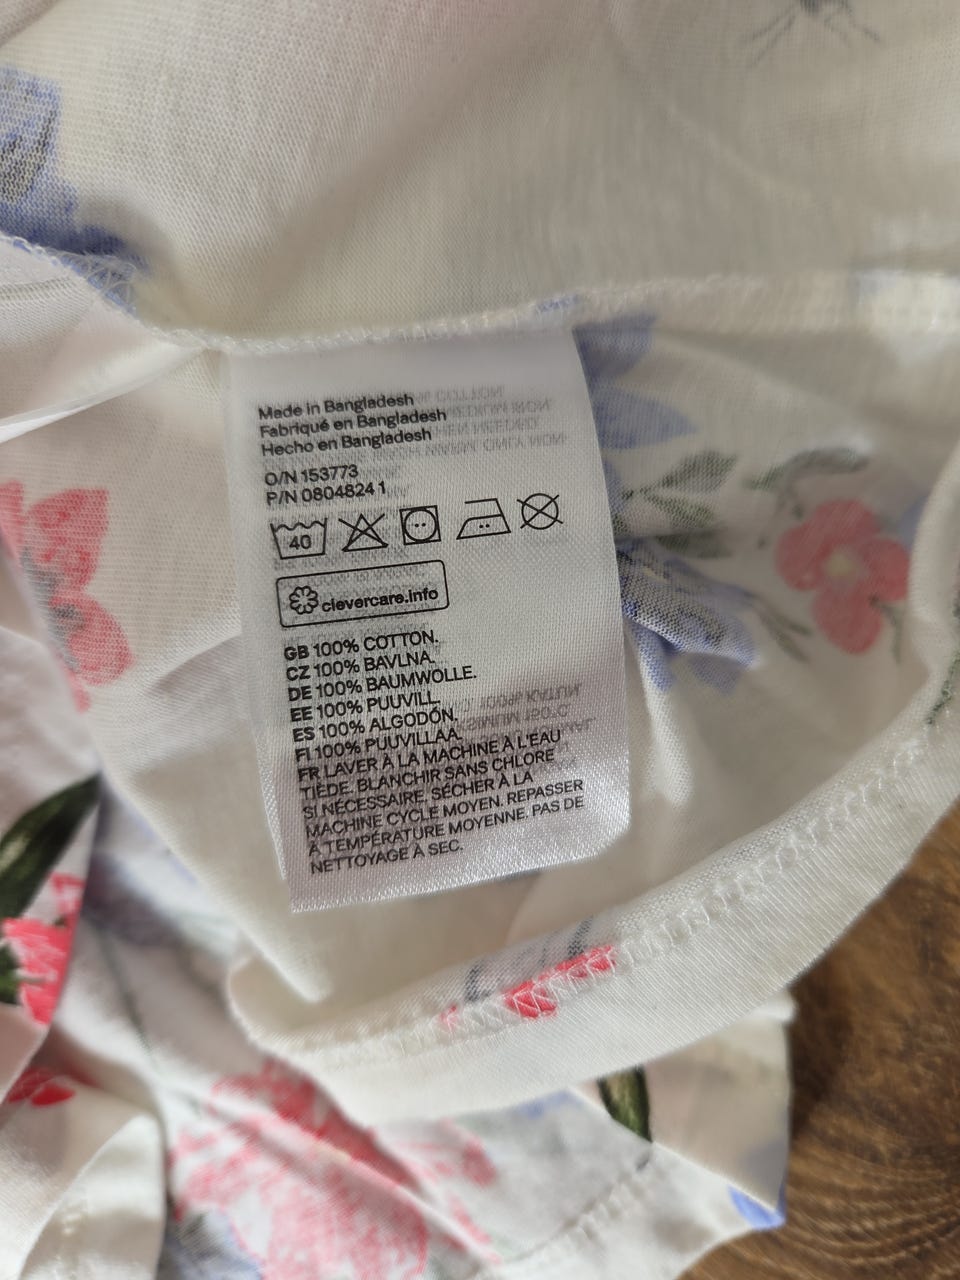 Made in Bangladesh
Fabriqué en Bangladesh
Hecho en Bangladesh
O/N 153773
P/N 0804824 1
40
clevercare.info
GB 100% COTTON.
CZ 100% BAVLNA.
DE 100% BAUMWOLLE.
EE 100% PUUVILL.
ES 100% ALGODÓN.
FI 100% PUUVILLAA.
FR LAVER À LA MACHINE À L'EAU
TIÈDE. BLANCHIR SANS CHLORE
SI NÉCESSAIRE. SÉCHER À LA
MACHINE CYCLE MOYEN. REPASSER
À TEMPÉRATURE MOYENNE. PAS DE
NETTOYAGE À SEC.